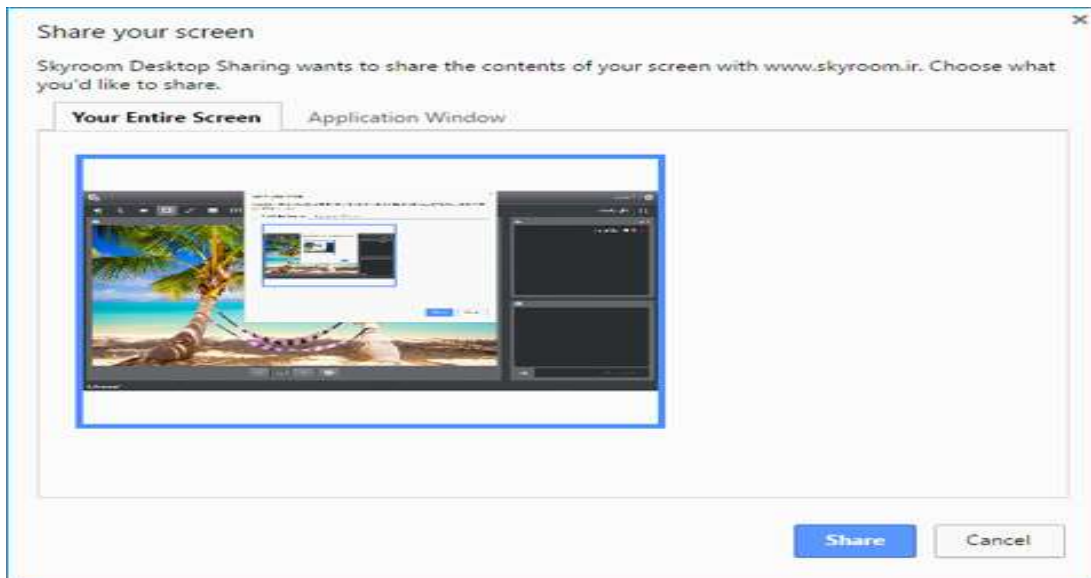 Share your screen
Skyroom Desktop Sharing wants to share the contents of your screen with www.skyroom.ir. Choose what
you'd like to share.
Your Entire Screen
Application Window
Share
Cancel